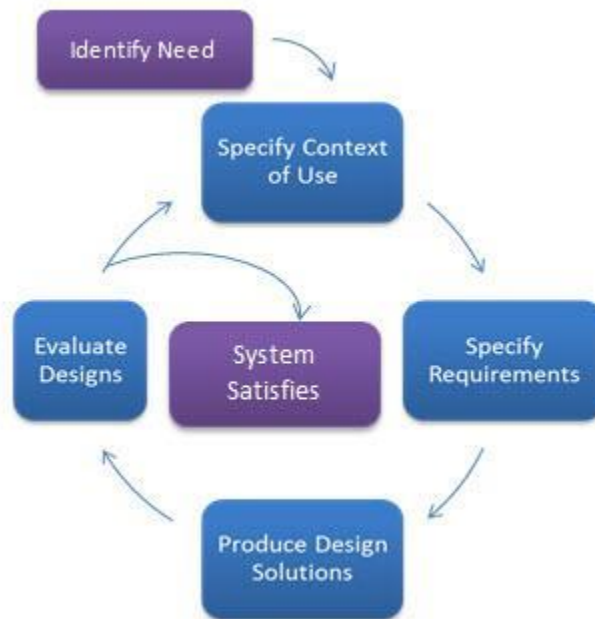 Identify Need
Specify Context
of Use
Specify
Requirements
Produce Design
Solutions
Evaluate
Designs
System
Satisfies